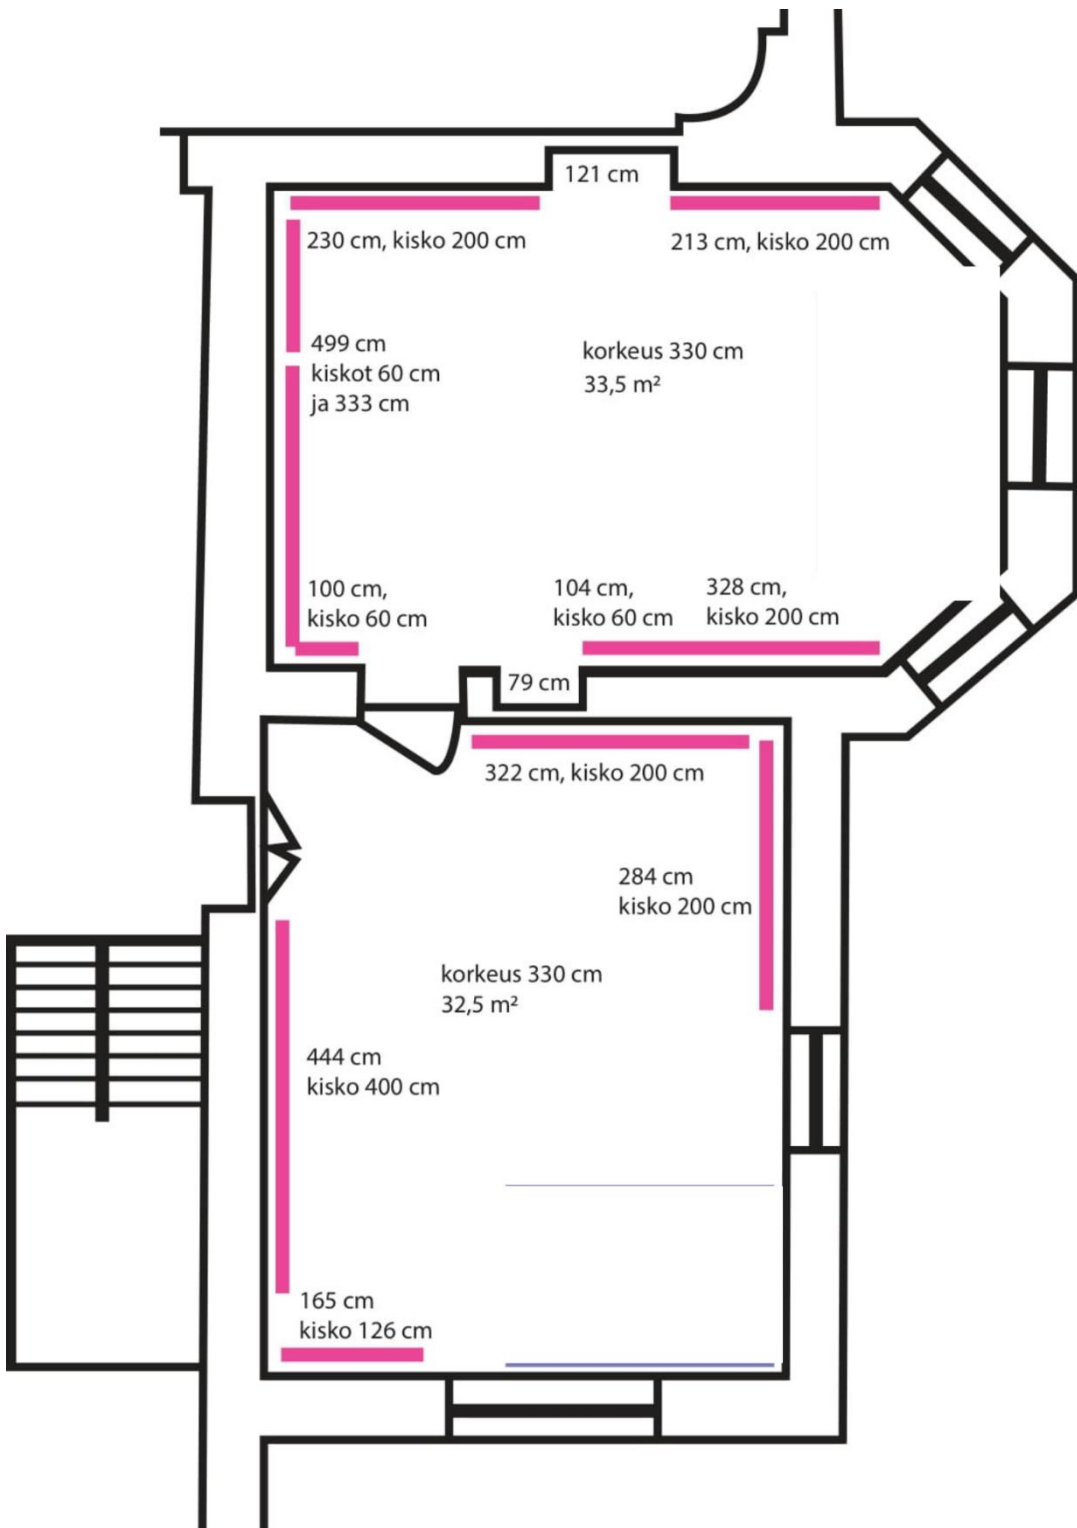 121 cm
230 cm, kisko 200 cm
213 cm, kisko 200 cm
499 cm
kiskot 60 cm
ja 333 cm
korkeus 330 cm
33,5 m²
100 cm,
kisko 60 cm
104 cm,
kisko 60 cm
328 cm,
kisko 200 cm
79 cm
322 cm, kisko 200 cm
284 cm
kisko 200 cm
korkeus 330 cm
32,5 m²
444 cm
kisko 400 cm
165 cm
kisko 126 cm